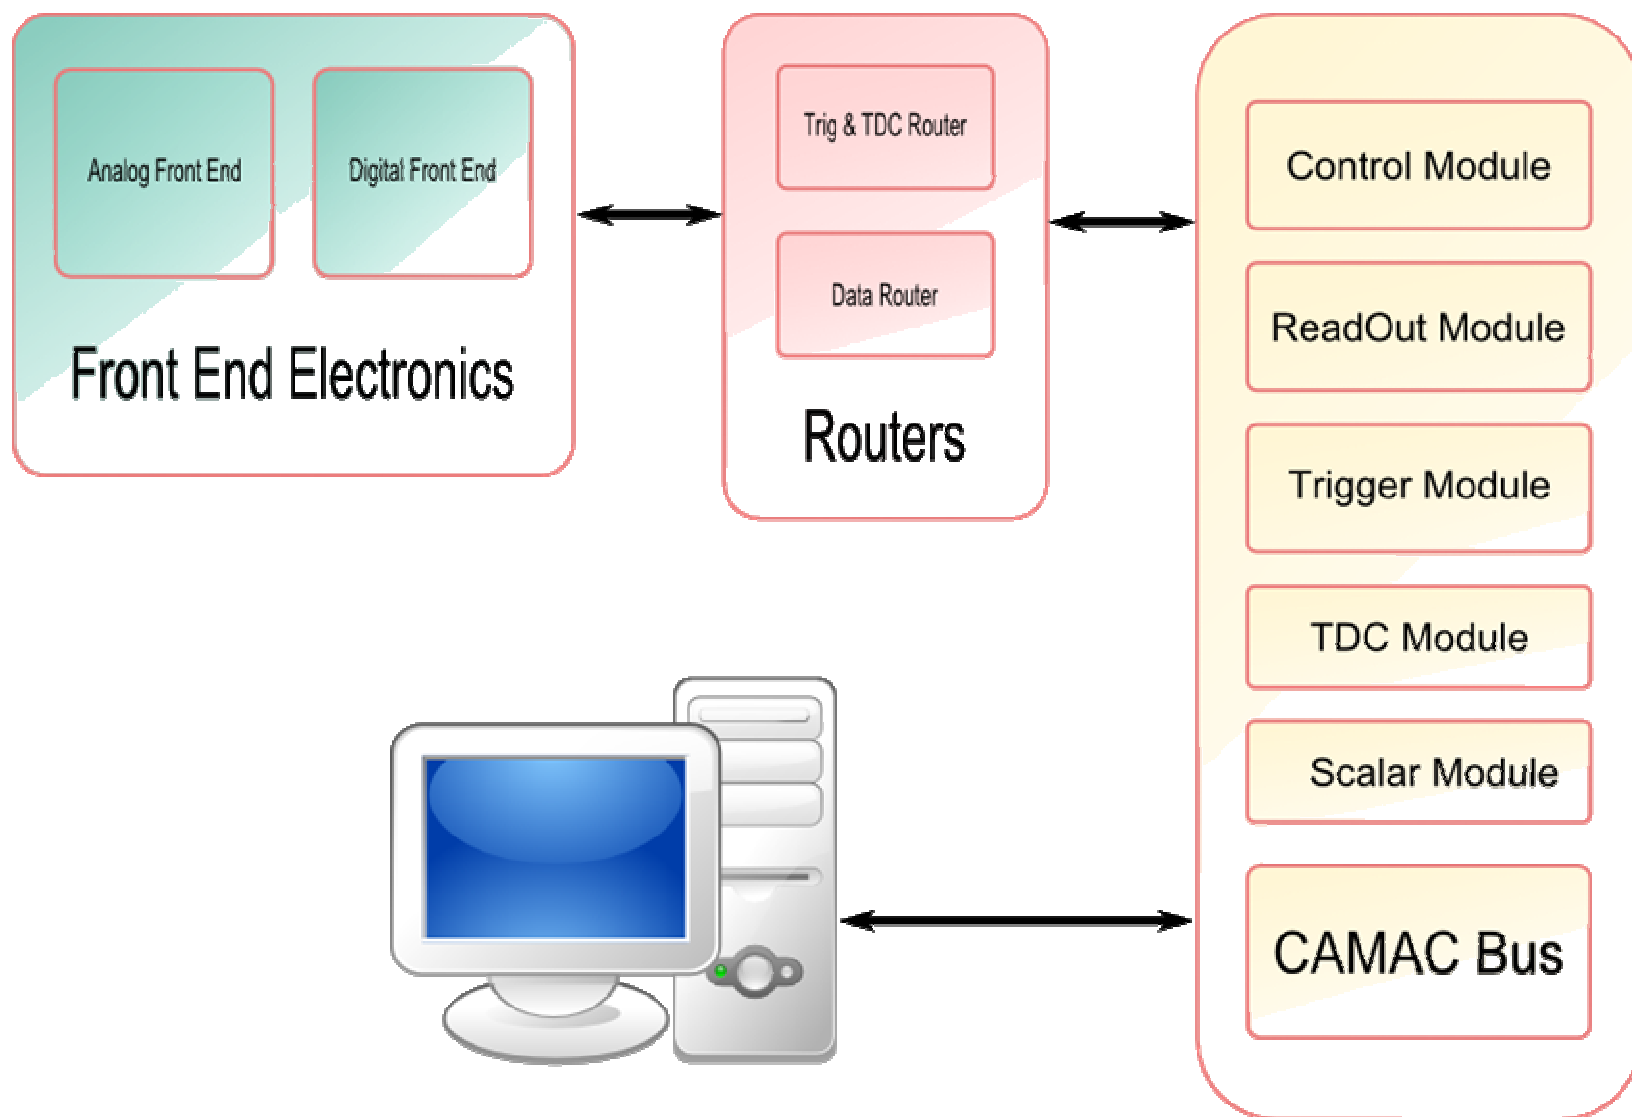 Analog Front End
Digital Front End
Front End Electronics
Trig & TDC Router
Data Router
Routers
Control Module
ReadOut Module
Trigger Module
TDC Module
Scalar Module
CAMAC Bus